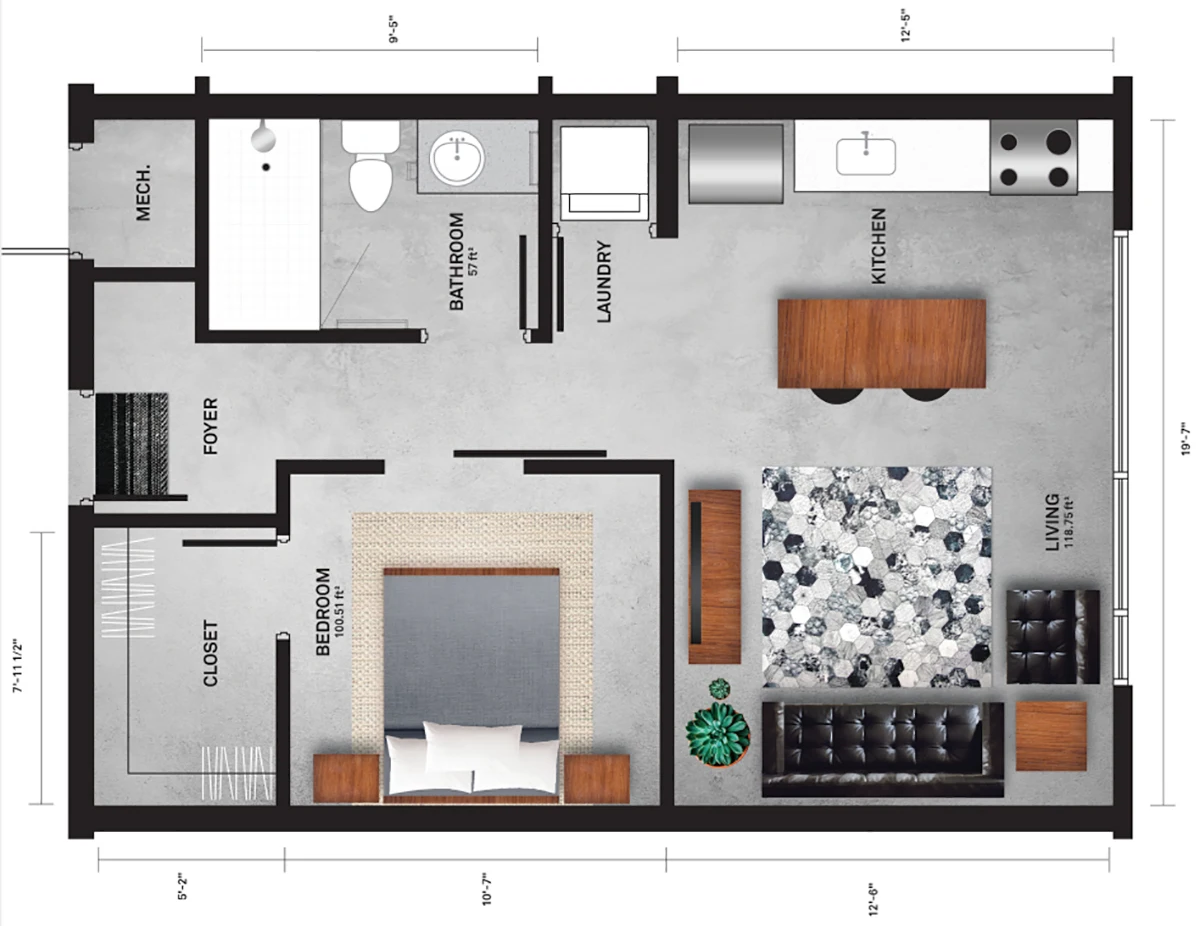 9'-5"
12'-5"
MECH.
BATHROOM
57 ft²
LAUNDRY
KITCHEN
FOYER
19'-7"
LIVING
118.75 ft²
7'-11 1/2"
CLOSET
BEDROOM
100.51 ft²
5'-2"
10'-7"
12'-6"